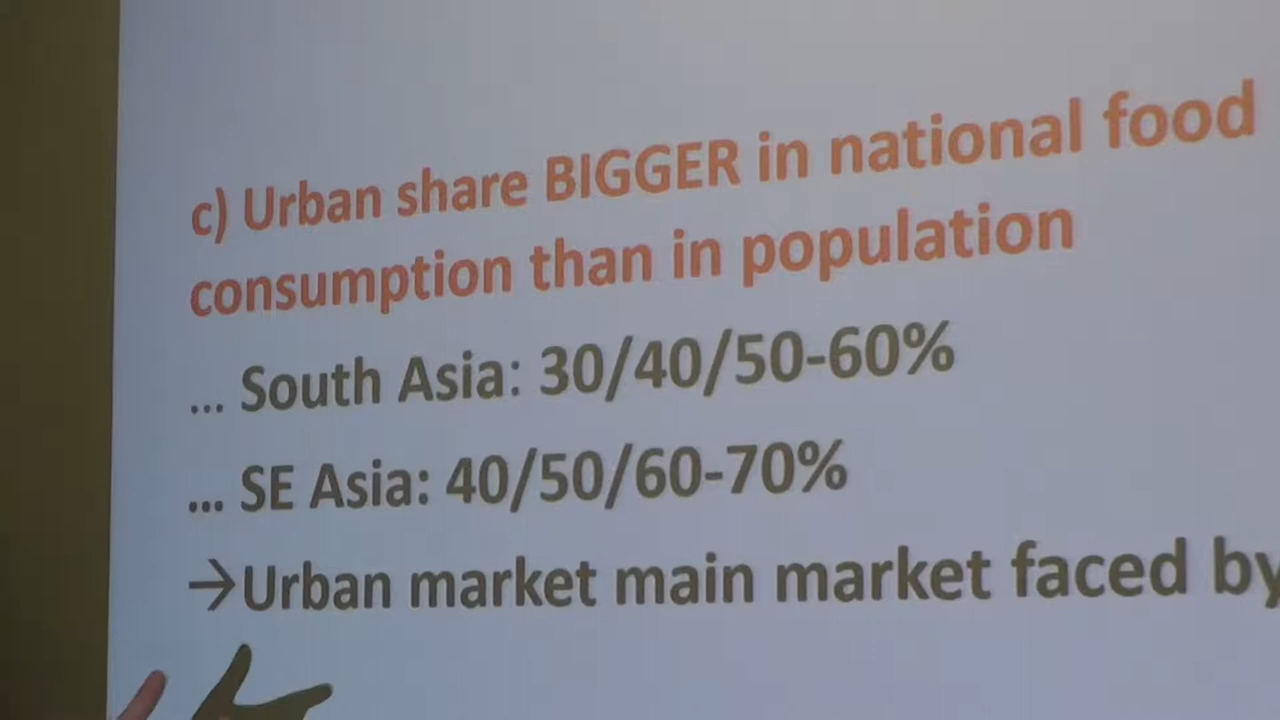 c) Urban share BIGGER in national food
consumption than in population
... South Asia: 30/40/50-60%
... SE Asia: 40/50/60-70%
→Urban market main market faced by